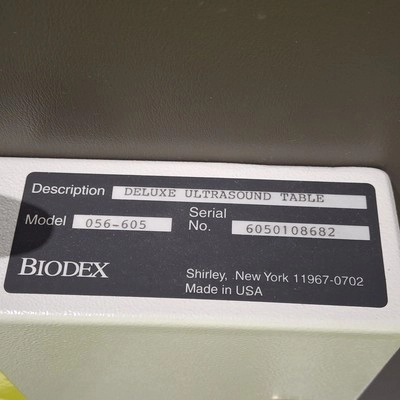 Description DELUXE ULTRASOUND TABLE
Model 056-605 Serial No. 6050108682
BIODEX
Shirley, New York 11967-0702
Made in USA